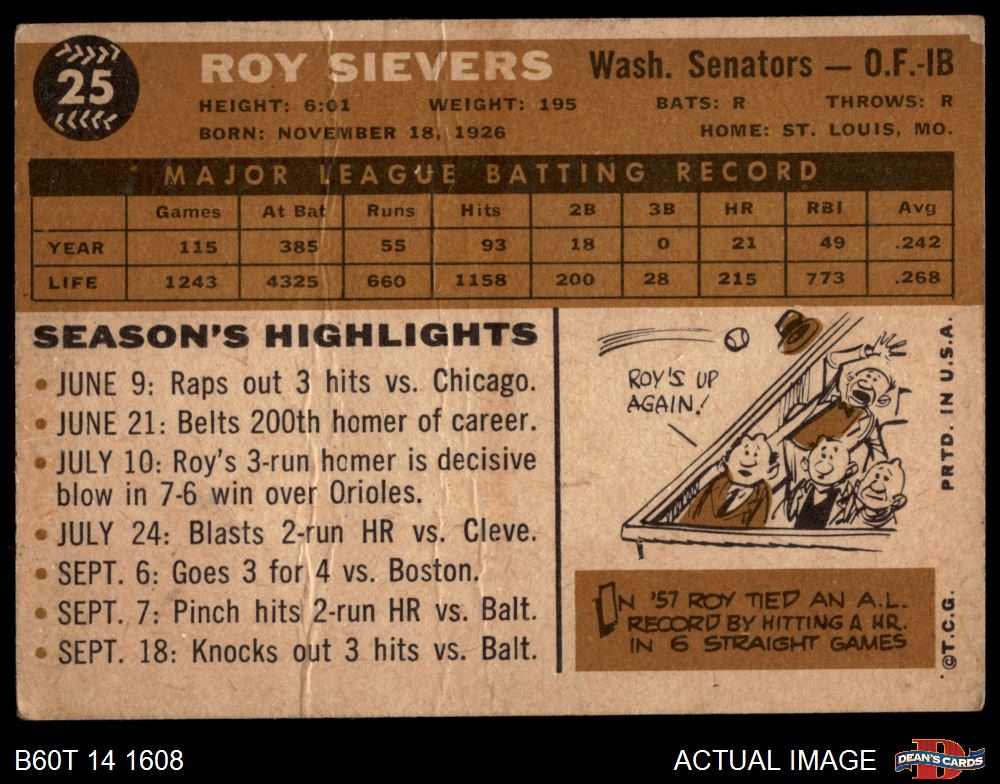 25
ROY SIEVERS Wash. Senators — O.F.-1B
HEIGHT: 6:01 WEIGHT: 195 BATS: R THROWS: R
BORN: NOVEMBER 18, 1926 HOME: ST. LOUIS, MO.
MAJOR LEAGUE BATTING RECORD
Games At Bat Runs Hits 2B 3B HR RBI Avg
YEAR 115 385 55 93 18 0 21 49 .242
LIFE 1243 4325 660 1158 200 28 215 773 .268
SEASON'S HIGHLIGHTS
• JUNE 9: Raps out 3 hits vs. Chicago.
• JUNE 21: Belts 200th homer of career.
• JULY 10: Roy's 3-run homer is decisive
blow in 7-6 win over Orioles.
• JULY 24: Blasts 2-run HR vs. Cleve.
• SEPT. 6: Goes 3 for 4 vs. Boston.
• SEPT. 7: Pinch hits 2-run HR vs. Balt.
• SEPT. 18: Knocks out 3 hits vs. Balt.
ROY'S UP
AGAIN!
IN '57 ROY TIED AN A.L.
RECORD BY HITTING A HR.
IN 6 STRAIGHT GAMES
©T.C.G. PRTD. IN U.S.A.
B60T 14 1608 ACTUAL IMAGE
D
DEAN'S CARDS